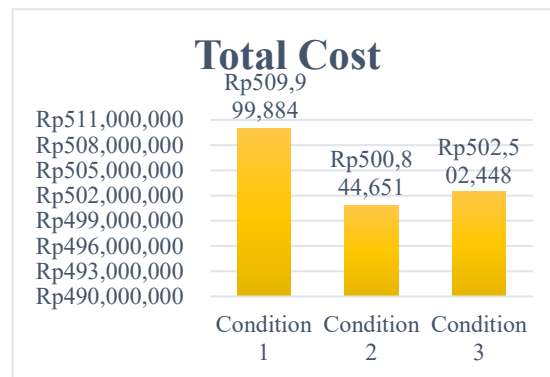 Total Cost
Rp509,9
99,884
Rp500,8
44,651
Rp502,5
02,448
Rp511,000,000
Rp508,000,000
Rp505,000,000
Rp502,000,000
Rp499,000,000
Rp496,000,000
Rp493,000,000
Rp490,000,000
Condition
1
Condition
2
Condition
3